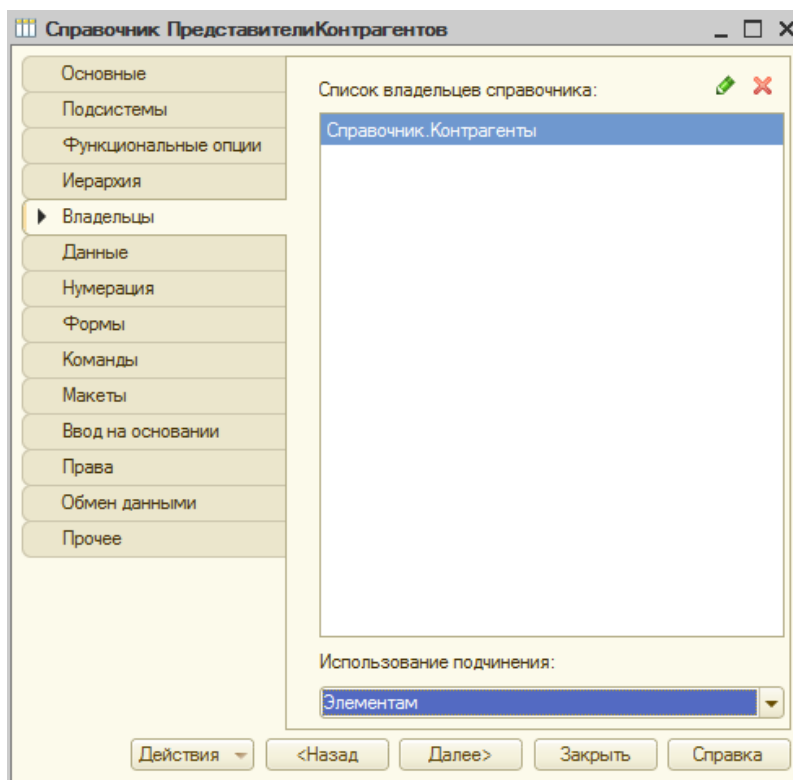 Справочник ПредставителиКонтрагентов
Основные
Подсистемы
Функциональные опции
Иерархия
Владельцы
Данные
Нумерация
Формы
Команды
Макеты
Ввод на основании
Права
Обмен данными
Прочее
Список владельцев справочника:
Справочник.Контрагенты
Использование подчинения:
Элементам
Действия
<Назад
Далее>
Закрыть
Справка